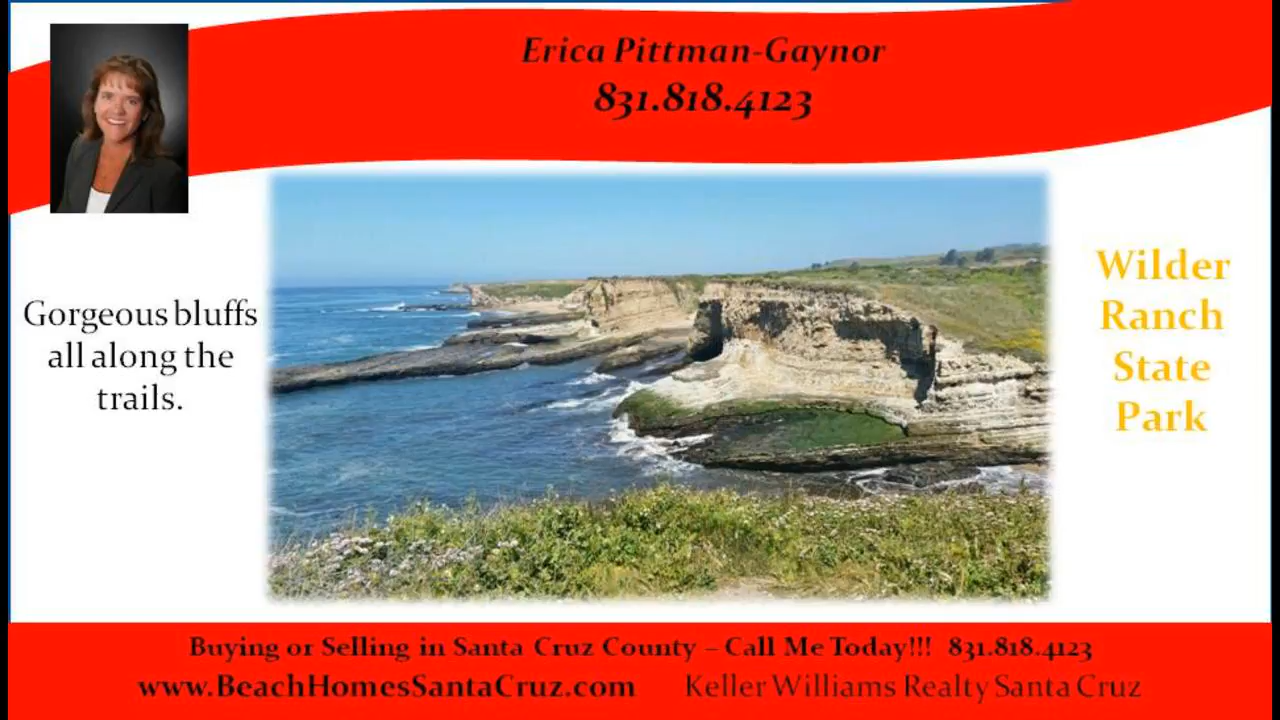 Erica Pittman-Gaynor
831.818.4123
Gorgeous bluffs
all along the
trails.
Wilder
Ranch
State
Park
Buying or Selling in Santa Cruz County – Call Me Today!!! 831.818.4123
www.BeachHomesSantaCruz.com Keller Williams Realty Santa Cruz